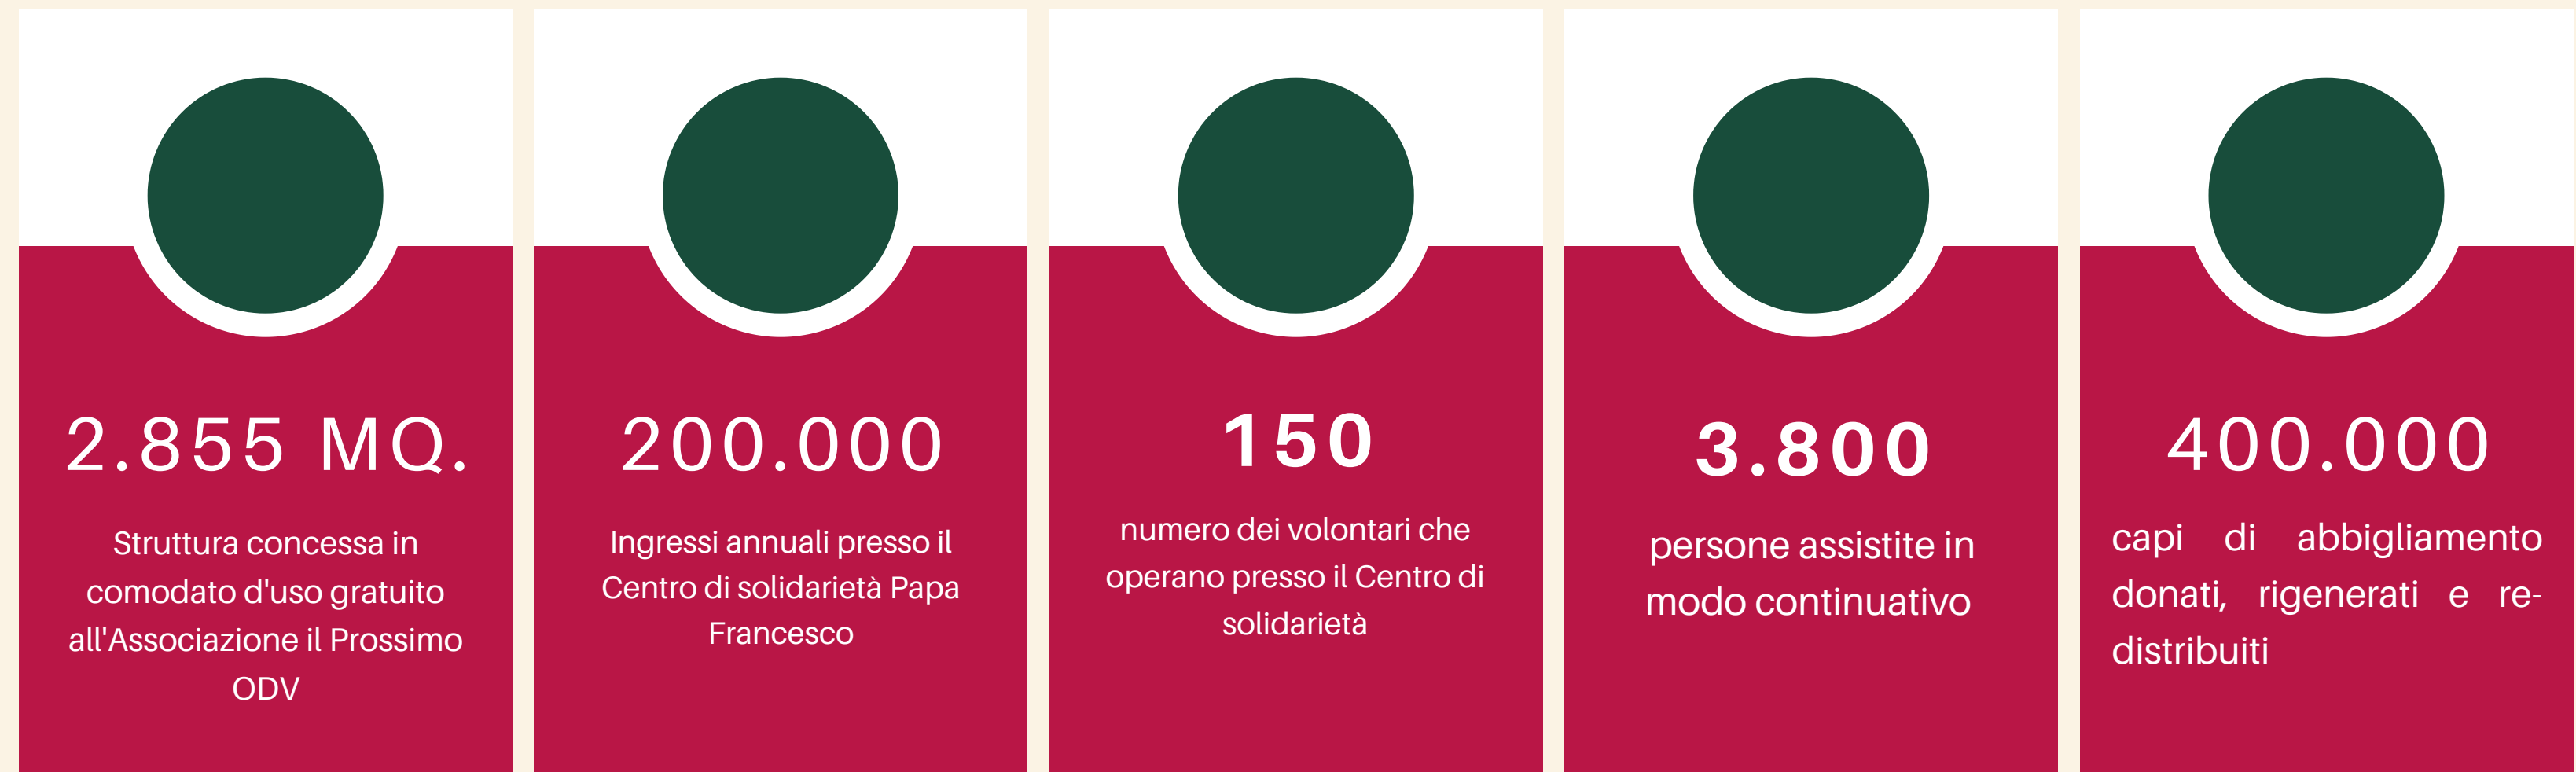 2.855 MQ.
Struttura concessa in
comodato d'uso gratuito
all'Associazione il Prossimo
ODV
200.000
Ingressi annuali presso il
Centro di solidarietà Papa
Francesco
150
numero dei volontari che
operano presso il Centro di
solidarietà
3.800
persone assistite in
modo continuativo
400.000
capi di abbigliamento
donati, rigenerati e re-
distribuiti